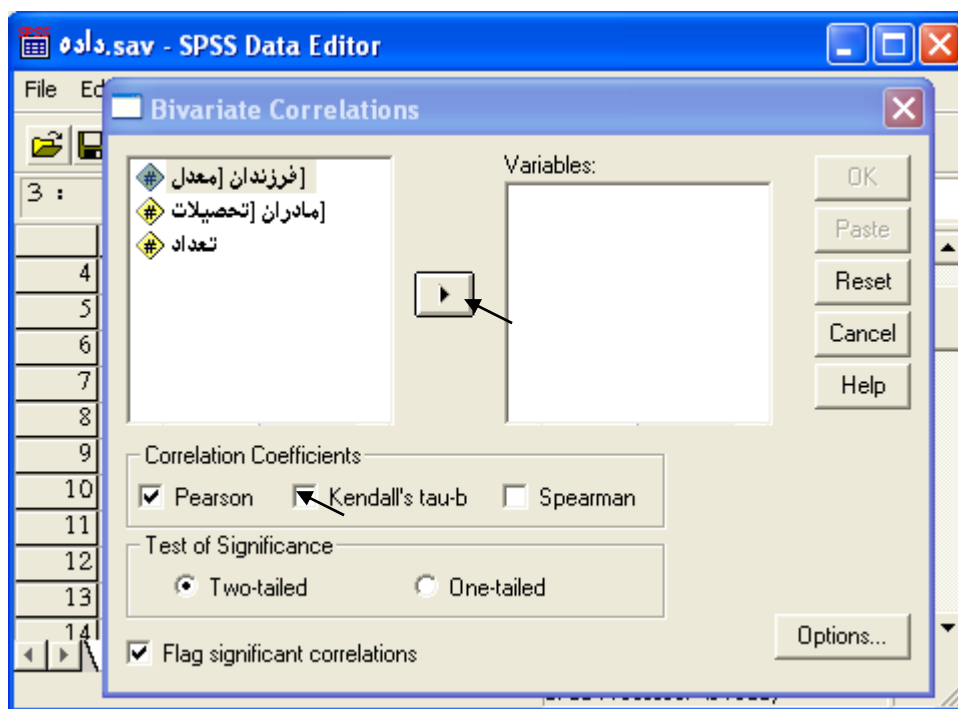 داده.sav - SPSS Data Editor
File Ed
Bivariate Correlations
3 :
4
5
6
7
8
9
10
11
12
13
14
[فرزندان [معدل
[مادران [تحصیلات
تعداد
Variables:
OK
Paste
Reset
Cancel
Help
Correlation Coefficients
Pearson Kendall's tau-b Spearman
Test of Significance
Two-tailed One-tailed
Flag significant correlations
Options...